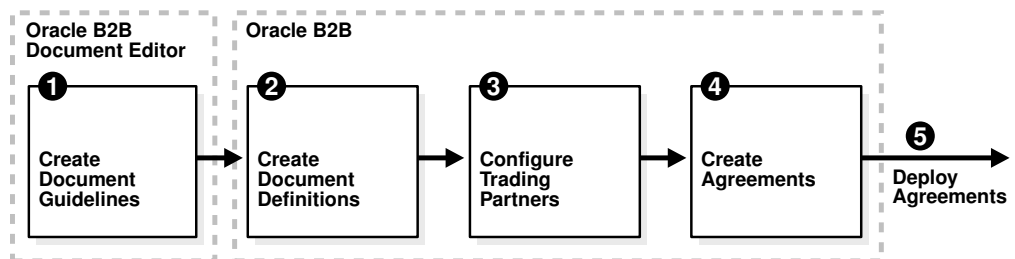 Oracle B2B
Document Editor
Oracle B2B
1
2
3
4
5
Create
Document
Guidelines
Create
Document
Definitions
Configure
Trading
Partners
Create
Agreements
Deploy
Agreements